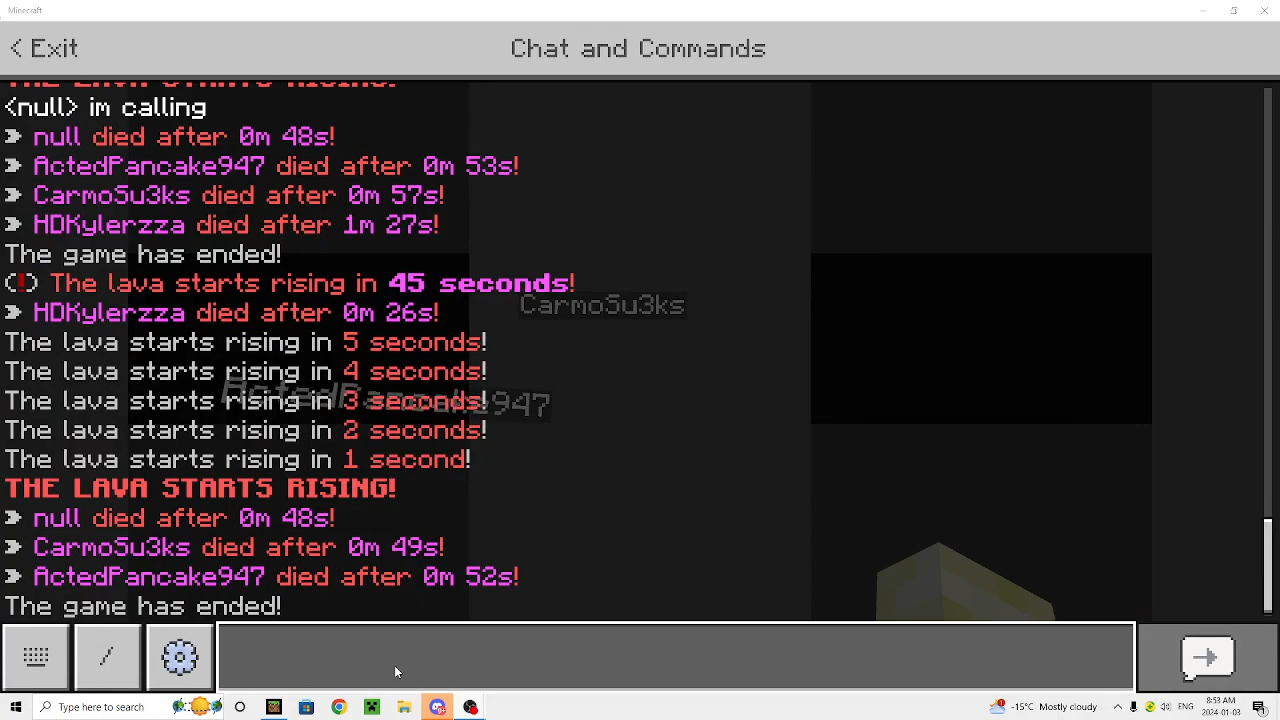 Minecraft
< Exit
Chat and Commands
THE LAVA STARTS RISING!
<null> im calling
null died after 0m 48s!
ActedPancake947 died after 0m 53s!
CarmoSu3ks died after 0m 57s!
HDKylerzza died after 1m 27s!
The game has ended!
(!) The lava starts rising in 45 seconds!
CarmoSu3ks
HDKylerzza died after 0m 26s!
The lava starts rising in 5 seconds!
The lava starts rising in 4 seconds!
ActedPancake947
The lava starts rising in 3 seconds!
The lava starts rising in 2 seconds!
The lava starts rising in 1 second!
THE LAVA STARTS RISING!
null died after 0m 48s!
CarmoSu3ks died after 0m 49s!
ActedPancake947 died after 0m 52s!
The game has ended!
/
Type here to search
-15°C Mostly cloudy
ENG
8:53 AM
2024-01-03